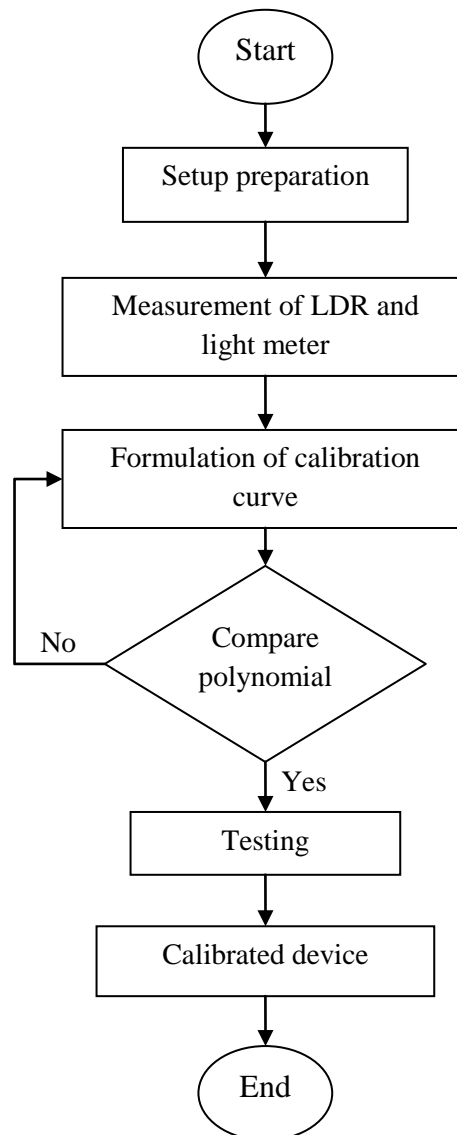 Start
Setup preparation
Measurement of LDR and
light meter
Formulation of calibration
curve
No
Compare
polynomial
Yes
Testing
Calibrated device
End